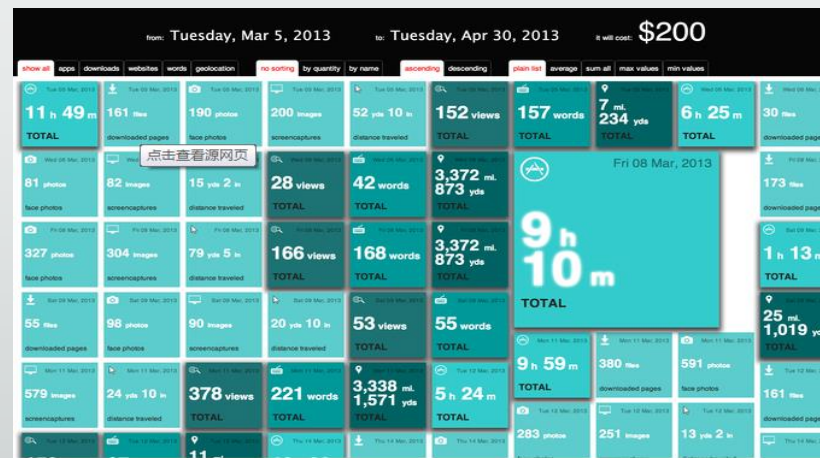 from: Tuesday, Mar 5, 2013 to: Tuesday, Apr 30, 2013 it will cost: $200
show all apps downloads websites words geolocation no sorting by quantity by name ascending descending plain list average sum all max values min values
11 h 49 m
TOTAL
161 files
downloaded pages
190 photos
face photos
200 images
screencaptures
52 yds 10 in
distance traveled
152 views
TOTAL
157 words
TOTAL
7 mi.
234 yds
TOTAL
6 h 25 m
TOTAL
30 files
downloaded pages
点击查看源网页
81 photos
face photos
82 images
screencaptures
15 yds 2 in
distance traveled
28 views
TOTAL
42 words
TOTAL
3,372 mi.
873 yds
TOTAL
Fri 08 Mar, 2013
9 h
10 m
TOTAL
173 files
downloaded pages
327 photos
face photos
304 images
screencaptures
79 yds 5 in
distance traveled
166 views
TOTAL
168 words
TOTAL
3,372 mi.
873 yds
TOTAL
1 h 13 m
TOTAL
55 files
downloaded pages
98 photos
face photos
90 images
screencaptures
20 yds 10 in
distance traveled
53 views
TOTAL
55 words
TOTAL
25 mi.
1,019 yds
TOTAL
579 images
screencaptures
24 yds 10 in
distance traveled
378 views
TOTAL
221 words
TOTAL
3,338 mi.
1,571 yds
TOTAL
5 h 24 m
TOTAL
9 h 59 m
TOTAL
380 files
downloaded pages
591 photos
face photos
161 files
downloaded pages
283 photos
251 images
13 yds 2 in